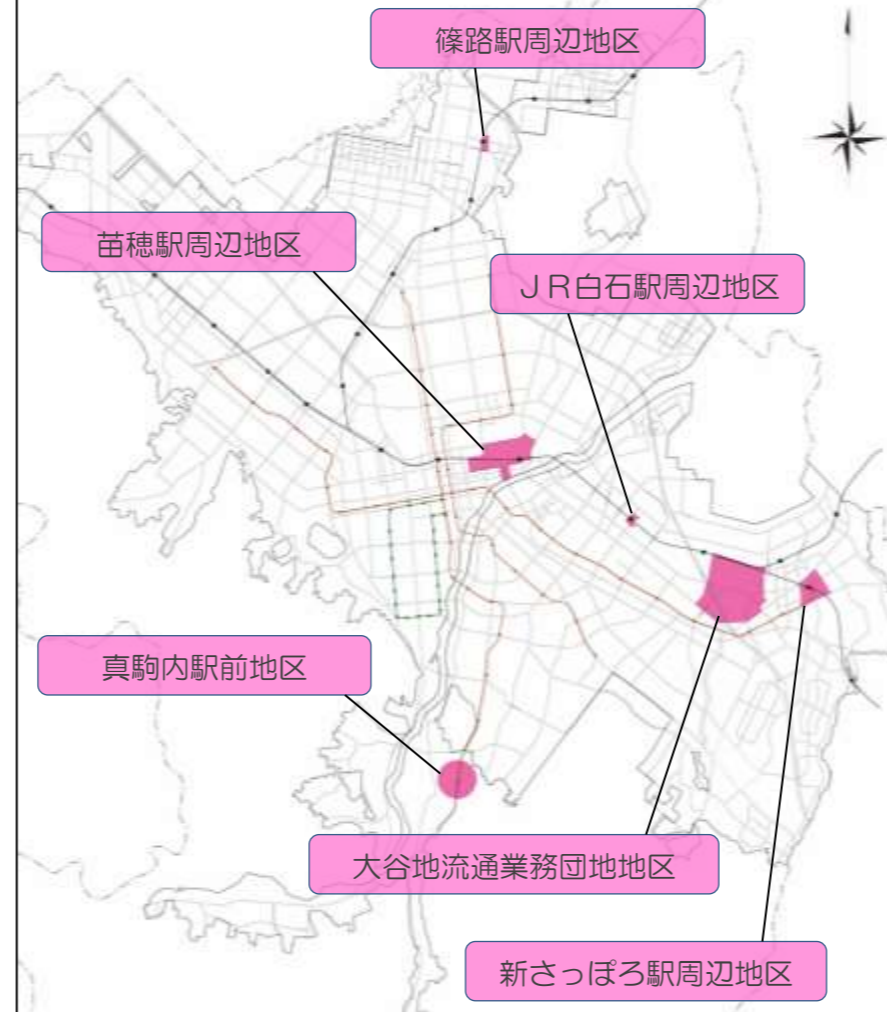 篠路駅周辺地区
苗穂駅周辺地区
ＪＲ白石駅周辺地区
真駒内駅前地区
大谷地流通業務団地地区
新さっぽろ駅周辺地区